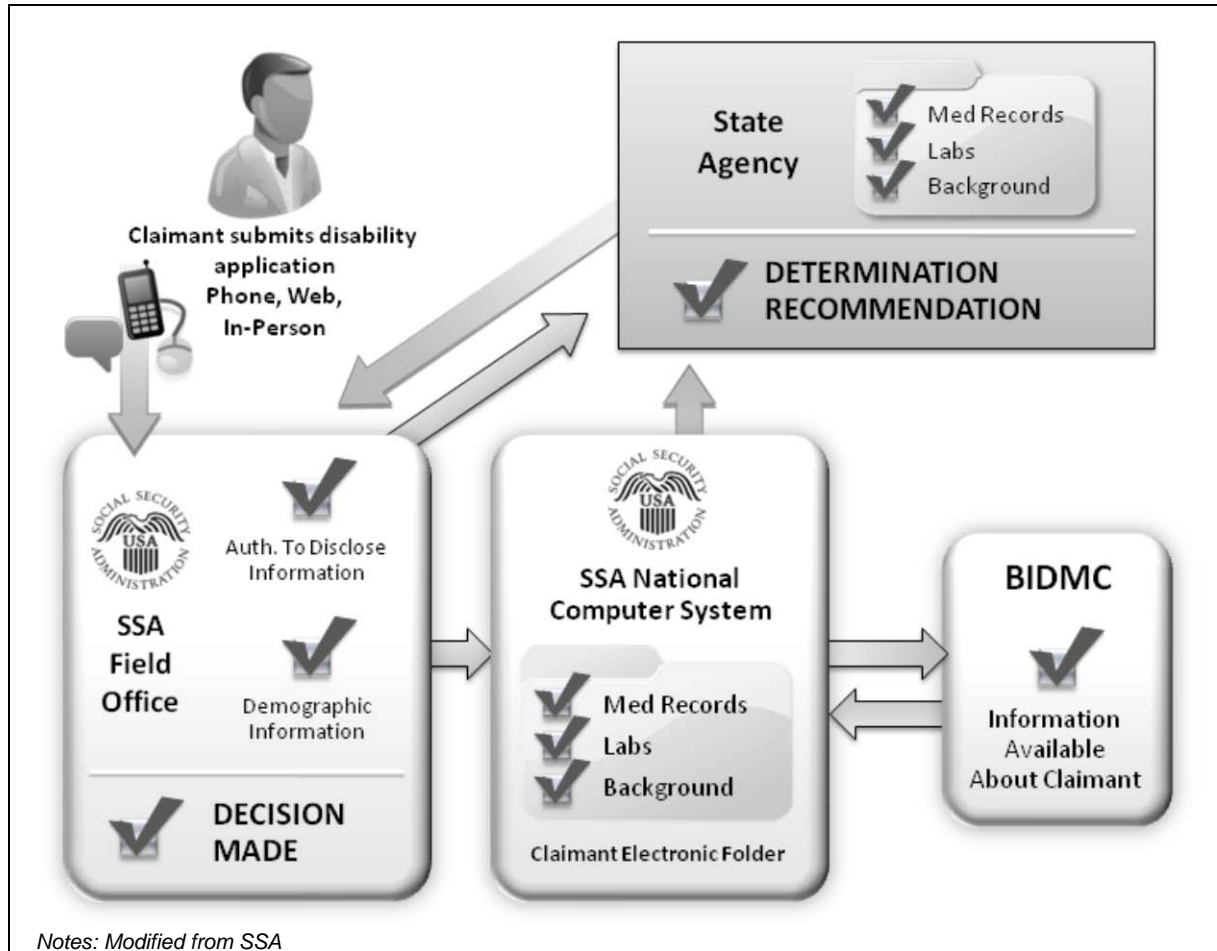 Claimant submits disability
application
Phone, Web,
In-Person
State
Agency
Med Records
Labs
Background
DETERMINATION
RECOMMENDATION
SOCIAL SECURITY
USA
ADMINISTRATION
SSA
Field
Office
Auth. To Disclose
Information
Demographic
Information
DECISION
MADE
SOCIAL SECURITY
USA
ADMINISTRATION
SSA National
Computer System
Med Records
Labs
Background
Claimant Electronic Folder
BIDMC
Information
Available
About Claimant
Notes: Modified from SSA